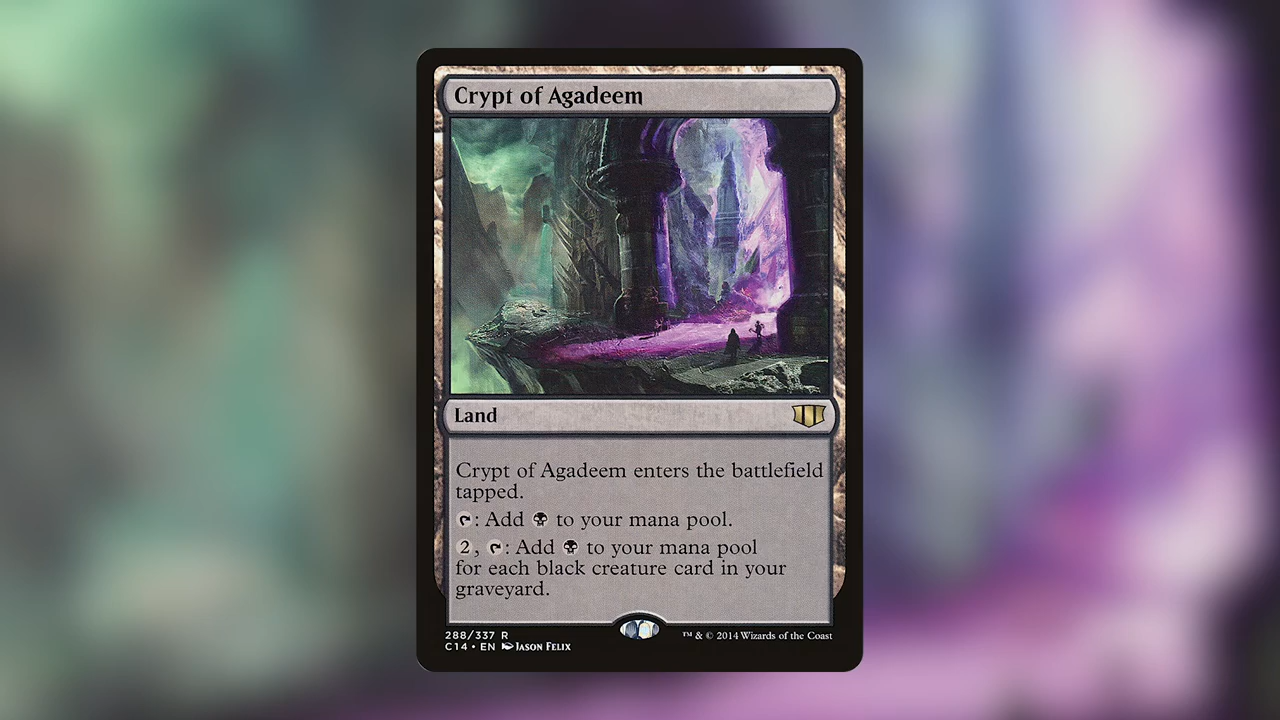 Crypt of Agadeem
Land
Crypt of Agadeem enters the battlefield
tapped.
: Add to your mana pool.
2, : Add to your mana pool
for each black creature card in your
graveyard.
288/337 R
C14 • EN JASON FELIX
™ & © 2014 Wizards of the Coast